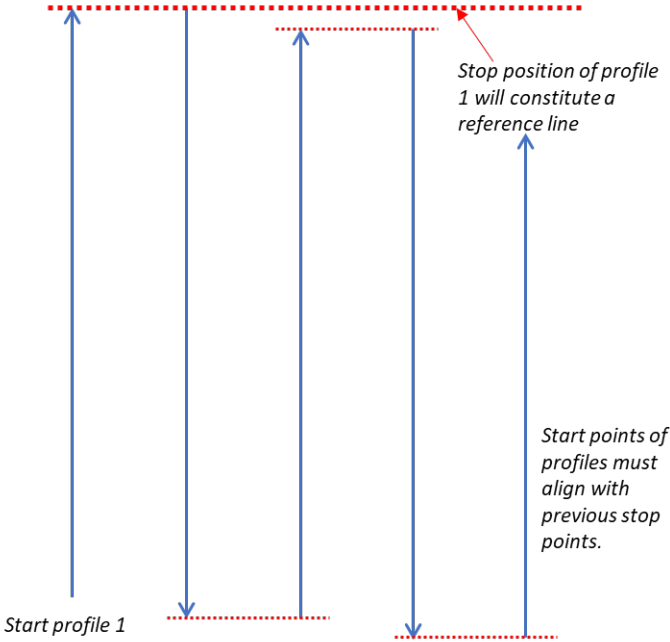 Stop position of profile
1 will constitute a
reference line
Start points of
profiles must
align with
previous stop
points.
Start profile 1